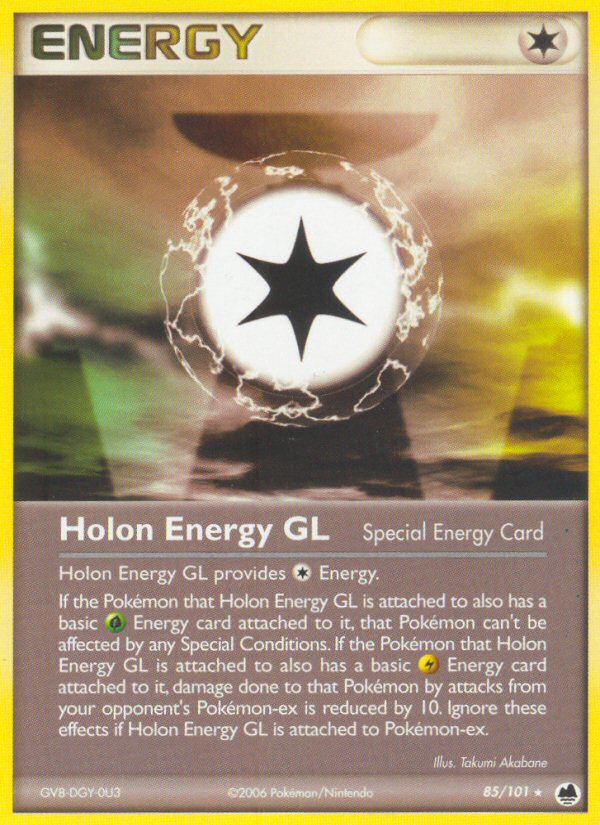 ENERGY
Holon Energy GL Special Energy Card
Holon Energy GL provides Energy.
If the Pokémon that Holon Energy GL is attached to also has a
basic Energy card attached to it, that Pokémon can't be
affected by any Special Conditions. If the Pokémon that Holon
Energy GL is attached to also has a basic Energy card
attached to it, damage done to that Pokémon by attacks from
your opponent's Pokémon-ex is reduced by 10. Ignore these
effects if Holon Energy GL is attached to Pokémon-ex.
Illus. Takumi Akabane
GV8-DGY-0U3 ©2006 Pokémon/Nintendo 85/101 ★